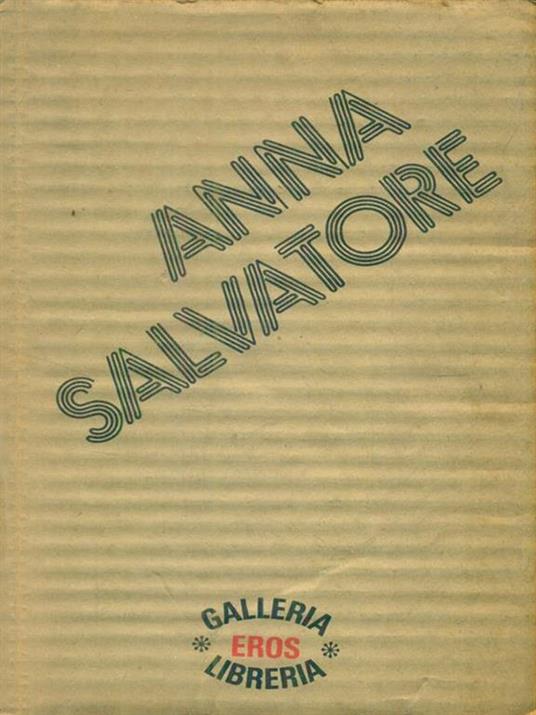 ANNA
SALVATORE
GALLERIA
* EROS *
LIBRERIA